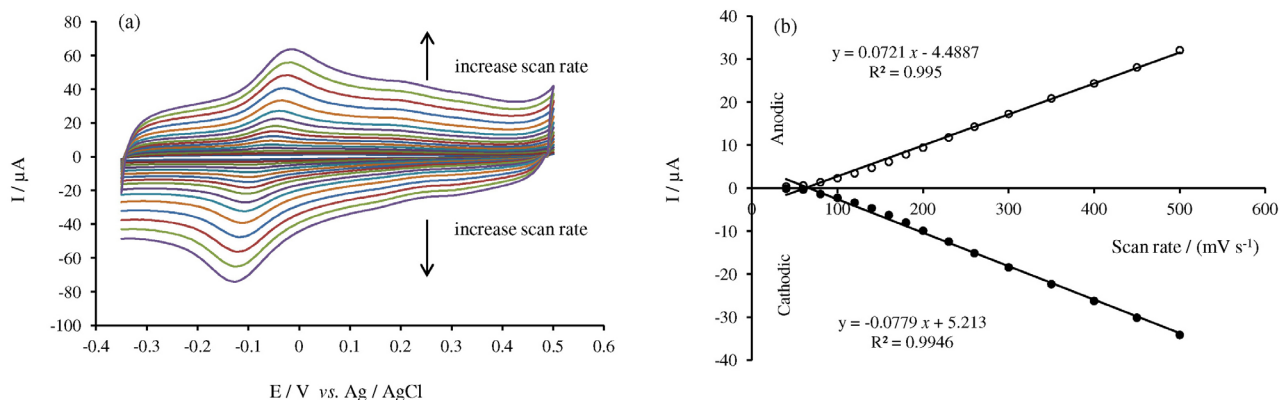 (a)
80
60
40
20
0
-20
-40
-60
-80
-100
I / µA
increase scan rate
increase scan rate
-0.4
-0.3
-0.2
-0.1
0
0.1
0.2
0.3
0.4
0.5
0.6
E / V vs. Ag / AgCl
(b)
40
30
20
10
0
-10
-20
-30
-40
I / µA
Anodic
Cathodic
y = 0.0721 x - 4.4887
R² = 0.995
0
100
200
300
400
500
600
Scan rate / (mV s⁻¹)
y = -0.0779 x + 5.213
R² = 0.9946